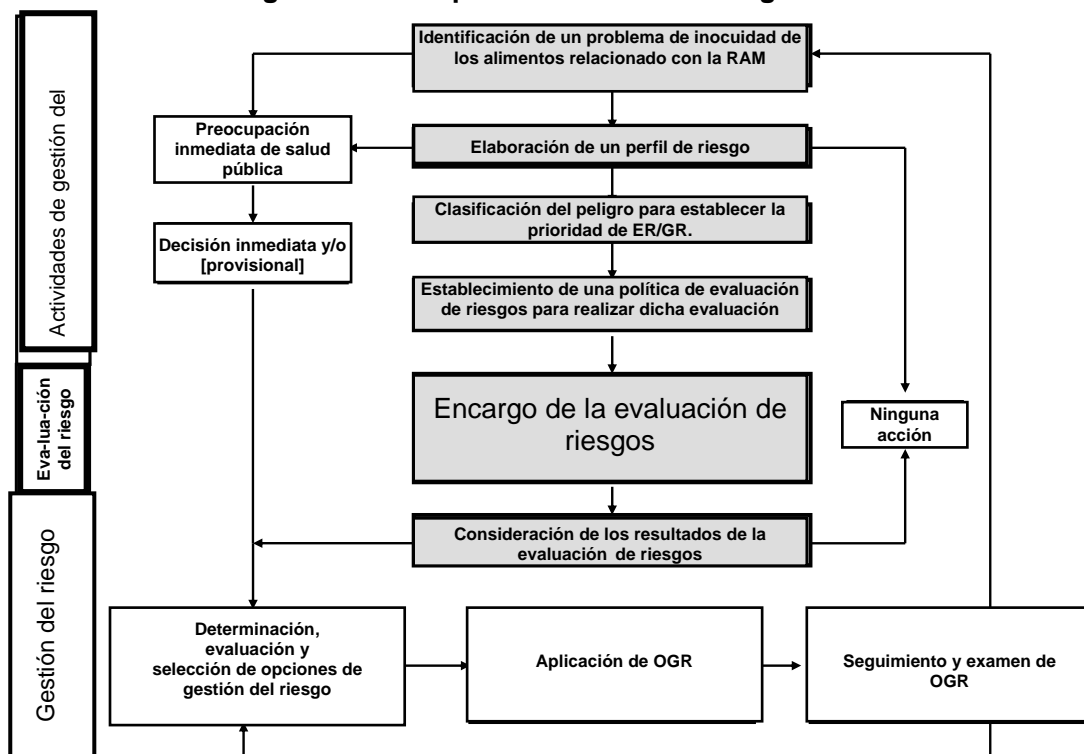 Identificación de un problema de inocuidad de
los alimentos relacionado con la RAM
Preocupación
inmediata de salud
pública
Elaboración de un perfil de riesgo
Clasificación del peligro para establecer la
prioridad de ER/GR.
Decisión inmediata y/o
[provisional]
Establecimiento de una política de evaluación
de riesgos para realizar dicha evaluación
Actividades de gestión del
Encargo de la evaluación de
riesgos
Ninguna
acción
Eva-lua-ción
del riesgo
Consideración de los resultados de la
evaluación de riesgos
Gestión del riesgo
Determinación,
evaluación y
selección de opciones de
gestión del riesgo
Aplicación de OGR
Seguimiento y examen de
OGR